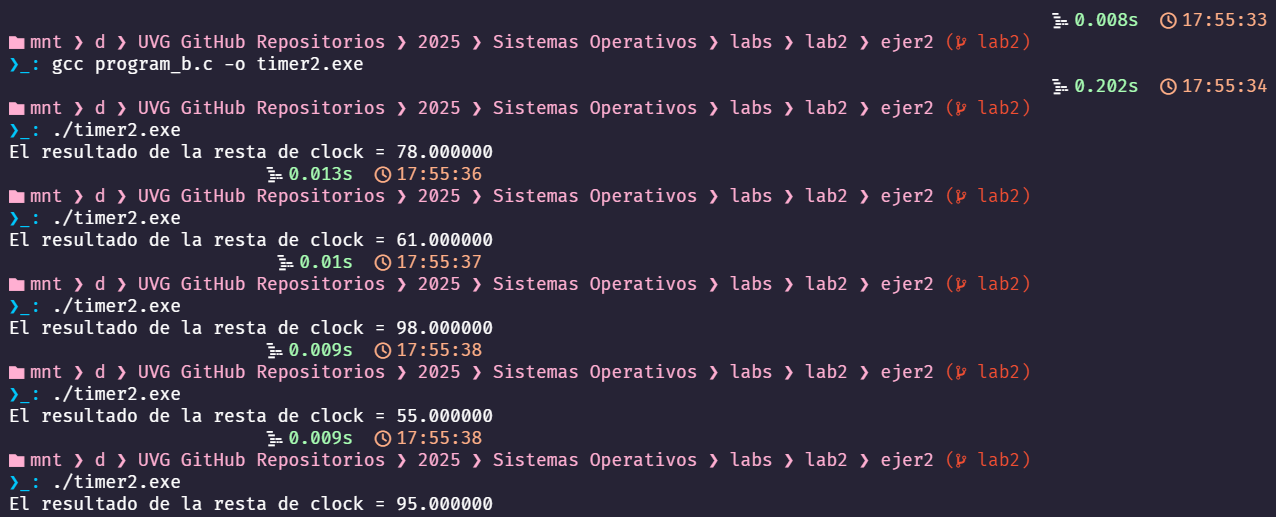 0.008s 17:55:33
mnt ❯ d ❯ UVG GitHub Repositorios ❯ 2025 ❯ Sistemas Operativos ❯ labs ❯ lab2 ❯ ejer2 ( lab2)
❯_: gcc program_b.c -o timer2.exe
0.202s 17:55:34
mnt ❯ d ❯ UVG GitHub Repositorios ❯ 2025 ❯ Sistemas Operativos ❯ labs ❯ lab2 ❯ ejer2 ( lab2)
❯_: ./timer2.exe
El resultado de la resta de clock = 78.000000
0.013s 17:55:36
mnt ❯ d ❯ UVG GitHub Repositorios ❯ 2025 ❯ Sistemas Operativos ❯ labs ❯ lab2 ❯ ejer2 ( lab2)
❯_: ./timer2.exe
El resultado de la resta de clock = 61.000000
0.01s 17:55:37
mnt ❯ d ❯ UVG GitHub Repositorios ❯ 2025 ❯ Sistemas Operativos ❯ labs ❯ lab2 ❯ ejer2 ( lab2)
❯_: ./timer2.exe
El resultado de la resta de clock = 98.000000
0.009s 17:55:38
mnt ❯ d ❯ UVG GitHub Repositorios ❯ 2025 ❯ Sistemas Operativos ❯ labs ❯ lab2 ❯ ejer2 ( lab2)
❯_: ./timer2.exe
El resultado de la resta de clock = 55.000000
0.009s 17:55:38
mnt ❯ d ❯ UVG GitHub Repositorios ❯ 2025 ❯ Sistemas Operativos ❯ labs ❯ lab2 ❯ ejer2 ( lab2)
❯_: ./timer2.exe
El resultado de la resta de clock = 95.000000